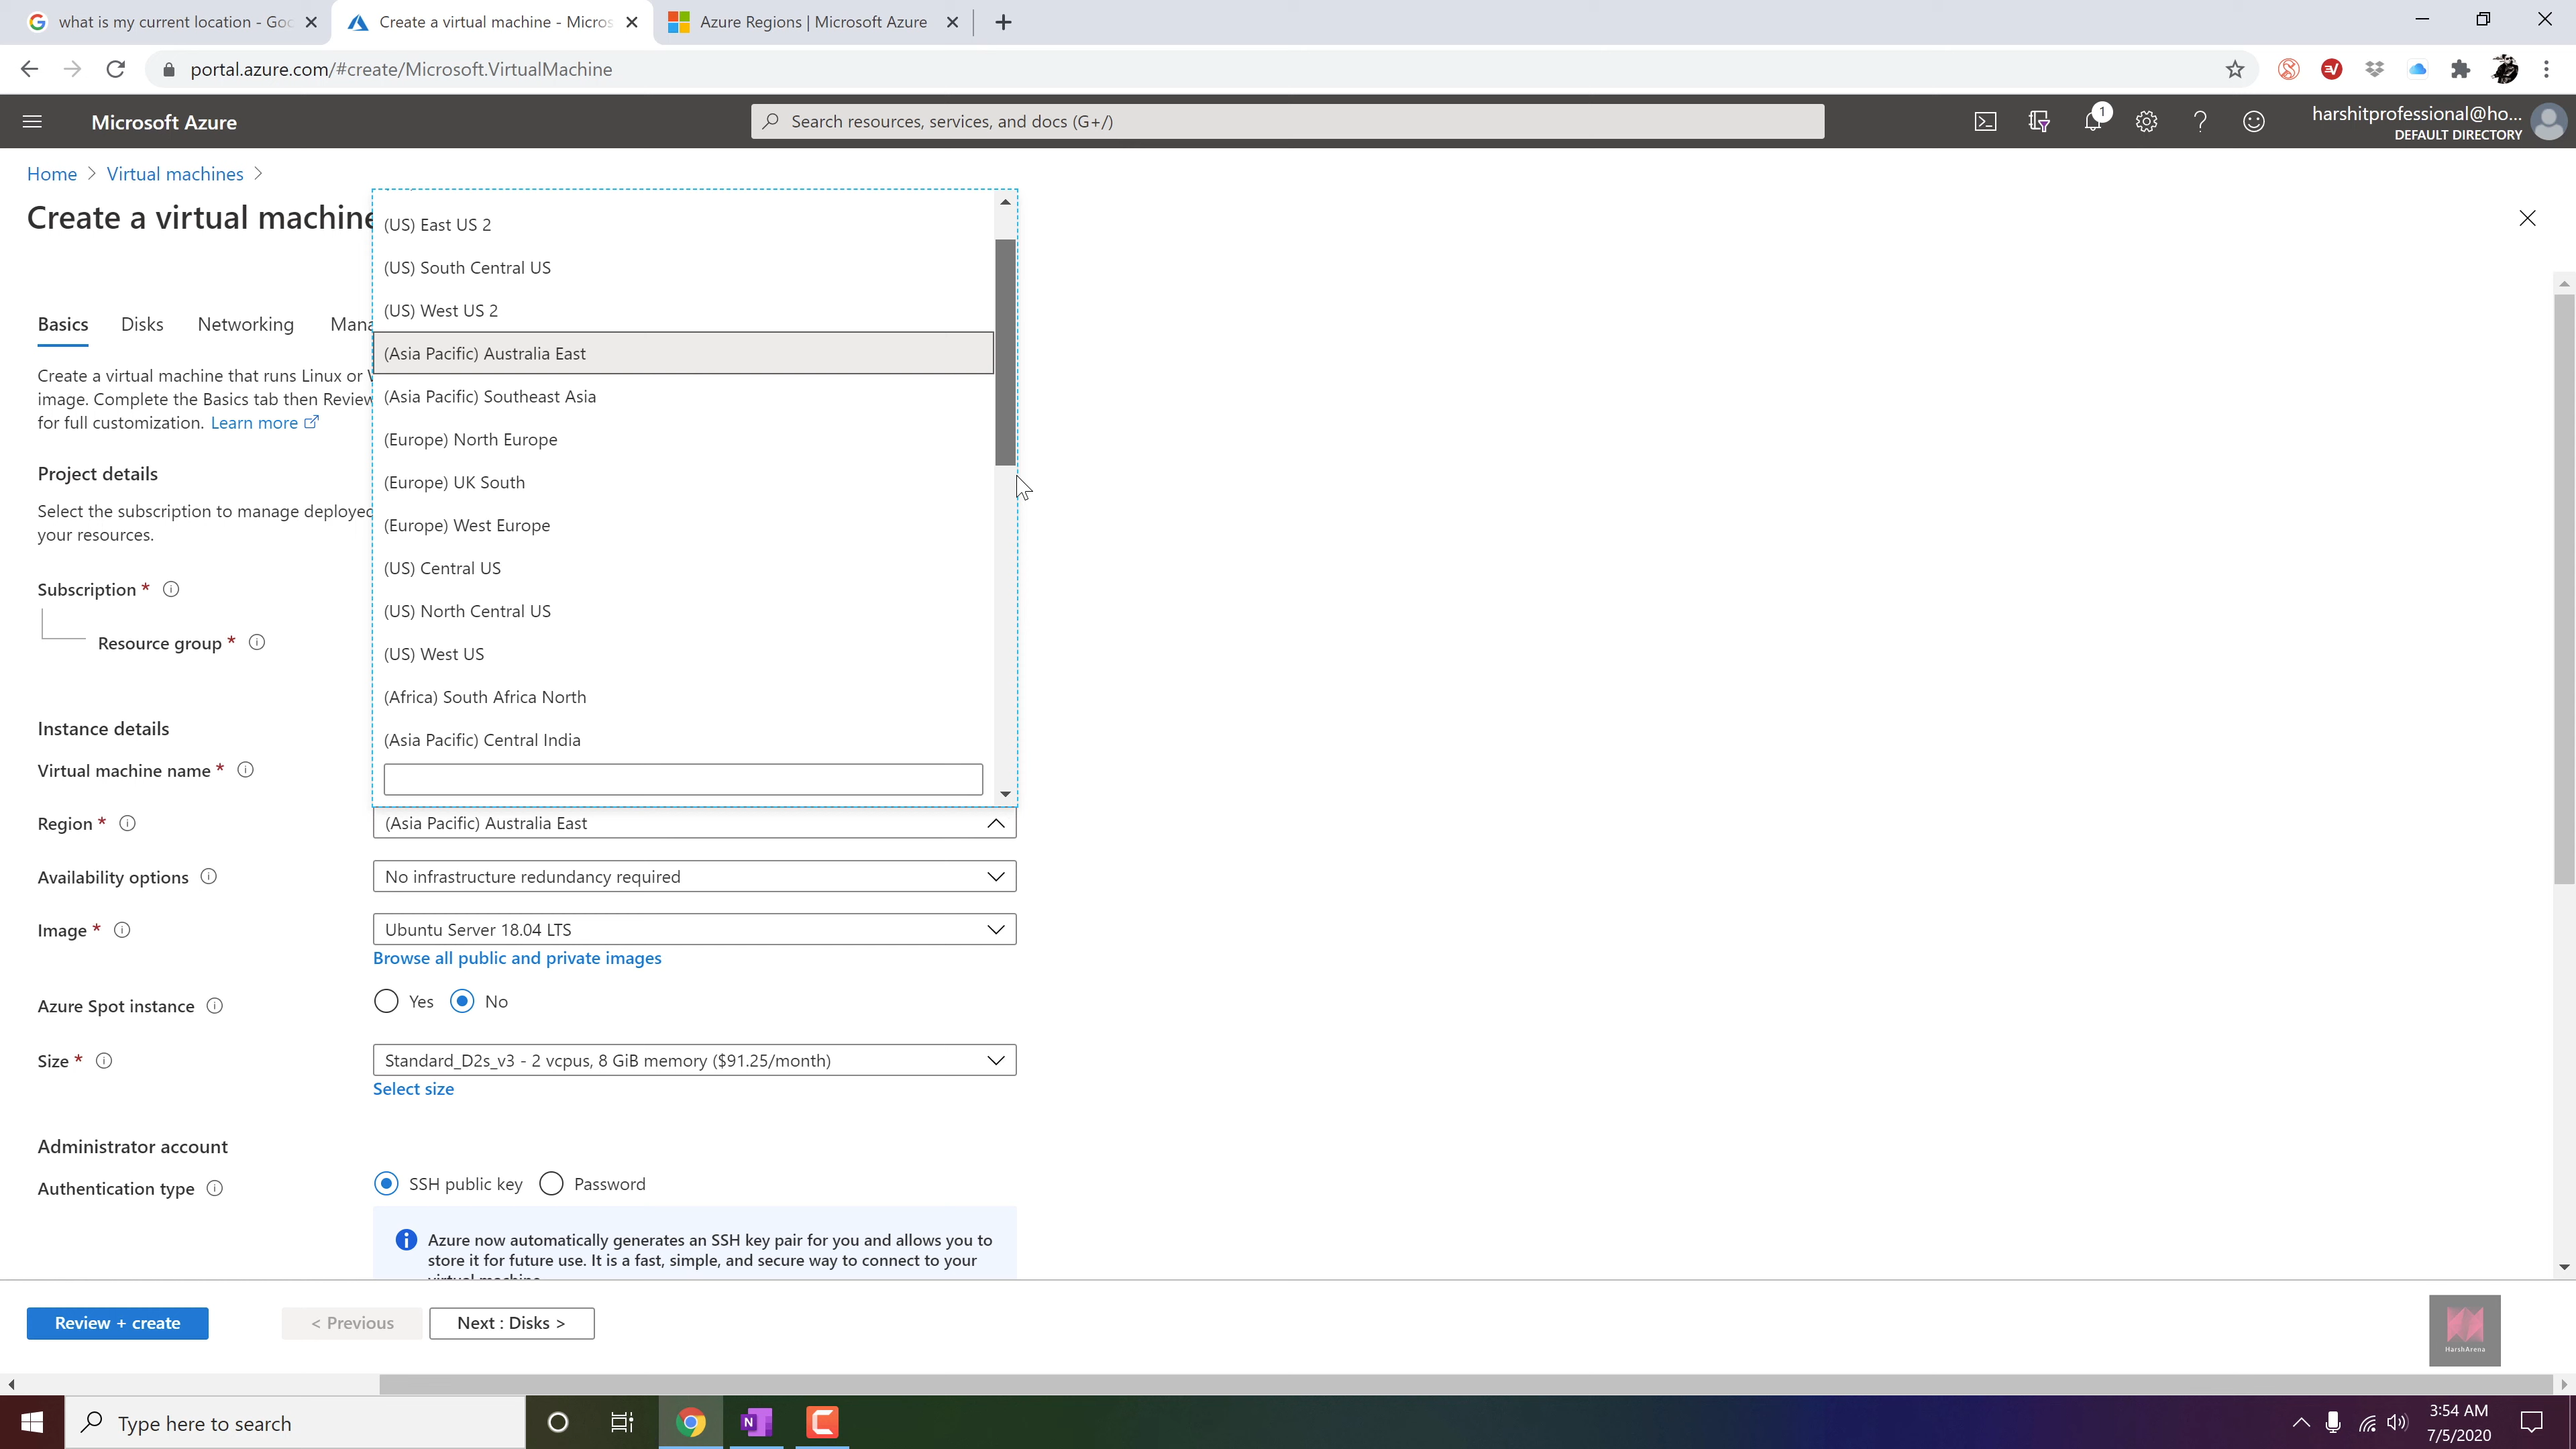 what is my current location - Goo
Create a virtual machine - Micros
Azure Regions | Microsoft Azure
portal.azure.com/#create/Microsoft.VirtualMachine
Microsoft Azure
Search resources, services, and docs (G+/)
1
harshitprofessional@ho...
DEFAULT DIRECTORY
Home > Virtual machines >
Create a virtual machine
Basics Disks Networking Mana
Create a virtual machine that runs Linux or W
image. Complete the Basics tab then Review
for full customization. Learn more
Project details
Select the subscription to manage deployed
your resources.
Subscription *
Resource group *
Instance details
Virtual machine name *
(US) East US 2
(US) South Central US
(US) West US 2
(Asia Pacific) Australia East
(Asia Pacific) Southeast Asia
(Europe) North Europe
(Europe) UK South
(Europe) West Europe
(US) Central US
(US) North Central US
(US) West US
(Africa) South Africa North
(Asia Pacific) Central India
Region * (Asia Pacific) Australia East
Availability options No infrastructure redundancy required
Image * Ubuntu Server 18.04 LTS
Browse all public and private images
Azure Spot instance Yes No
Size * Standard_D2s_v3 - 2 vcpus, 8 GiB memory ($91.25/month)
Select size
Administrator account
Authentication type SSH public key Password
Azure now automatically generates an SSH key pair for you and allows you to
store it for future use. It is a fast, simple, and secure way to connect to your
Review + create < Previous Next : Disks >
HarshArena
Type here to search
3:54 AM
7/5/2020